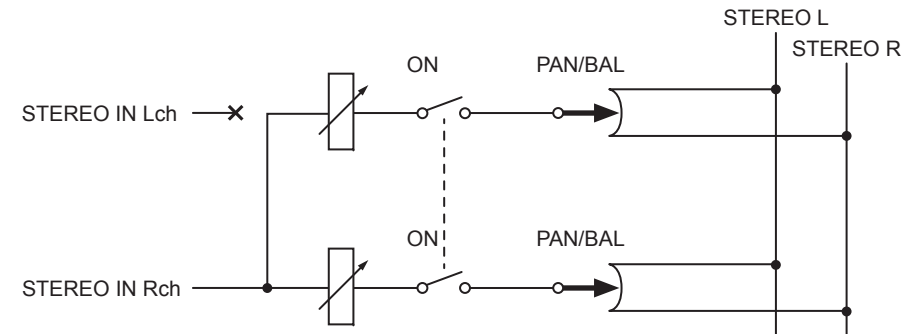 STEREO L
STEREO R
ON
PAN/BAL
STEREO IN Lch
ON
PAN/BAL
STEREO IN Rch